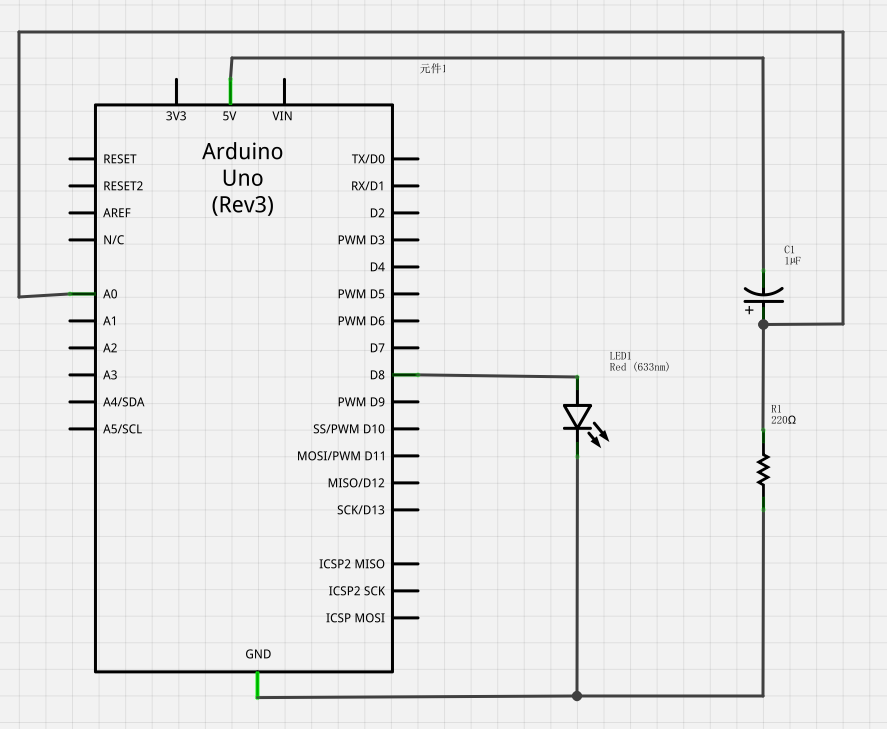 元件1
3V3
5V
VIN
Arduino
Uno
(Rev3)
RESET
RESET2
AREF
N/C
A0
A1
A2
A3
A4/SDA
A5/SCL
TX/D0
RX/D1
D2
PWM D3
D4
PWM D5
PWM D6
D7
D8
PWM D9
SS/PWM D10
MOSI/PWM D11
MISO/D12
SCK/D13
ICSP2 MISO
ICSP2 SCK
ICSP MOSI
GND
C1
1µF
+
LED1
Red (633nm)
R1
220Ω